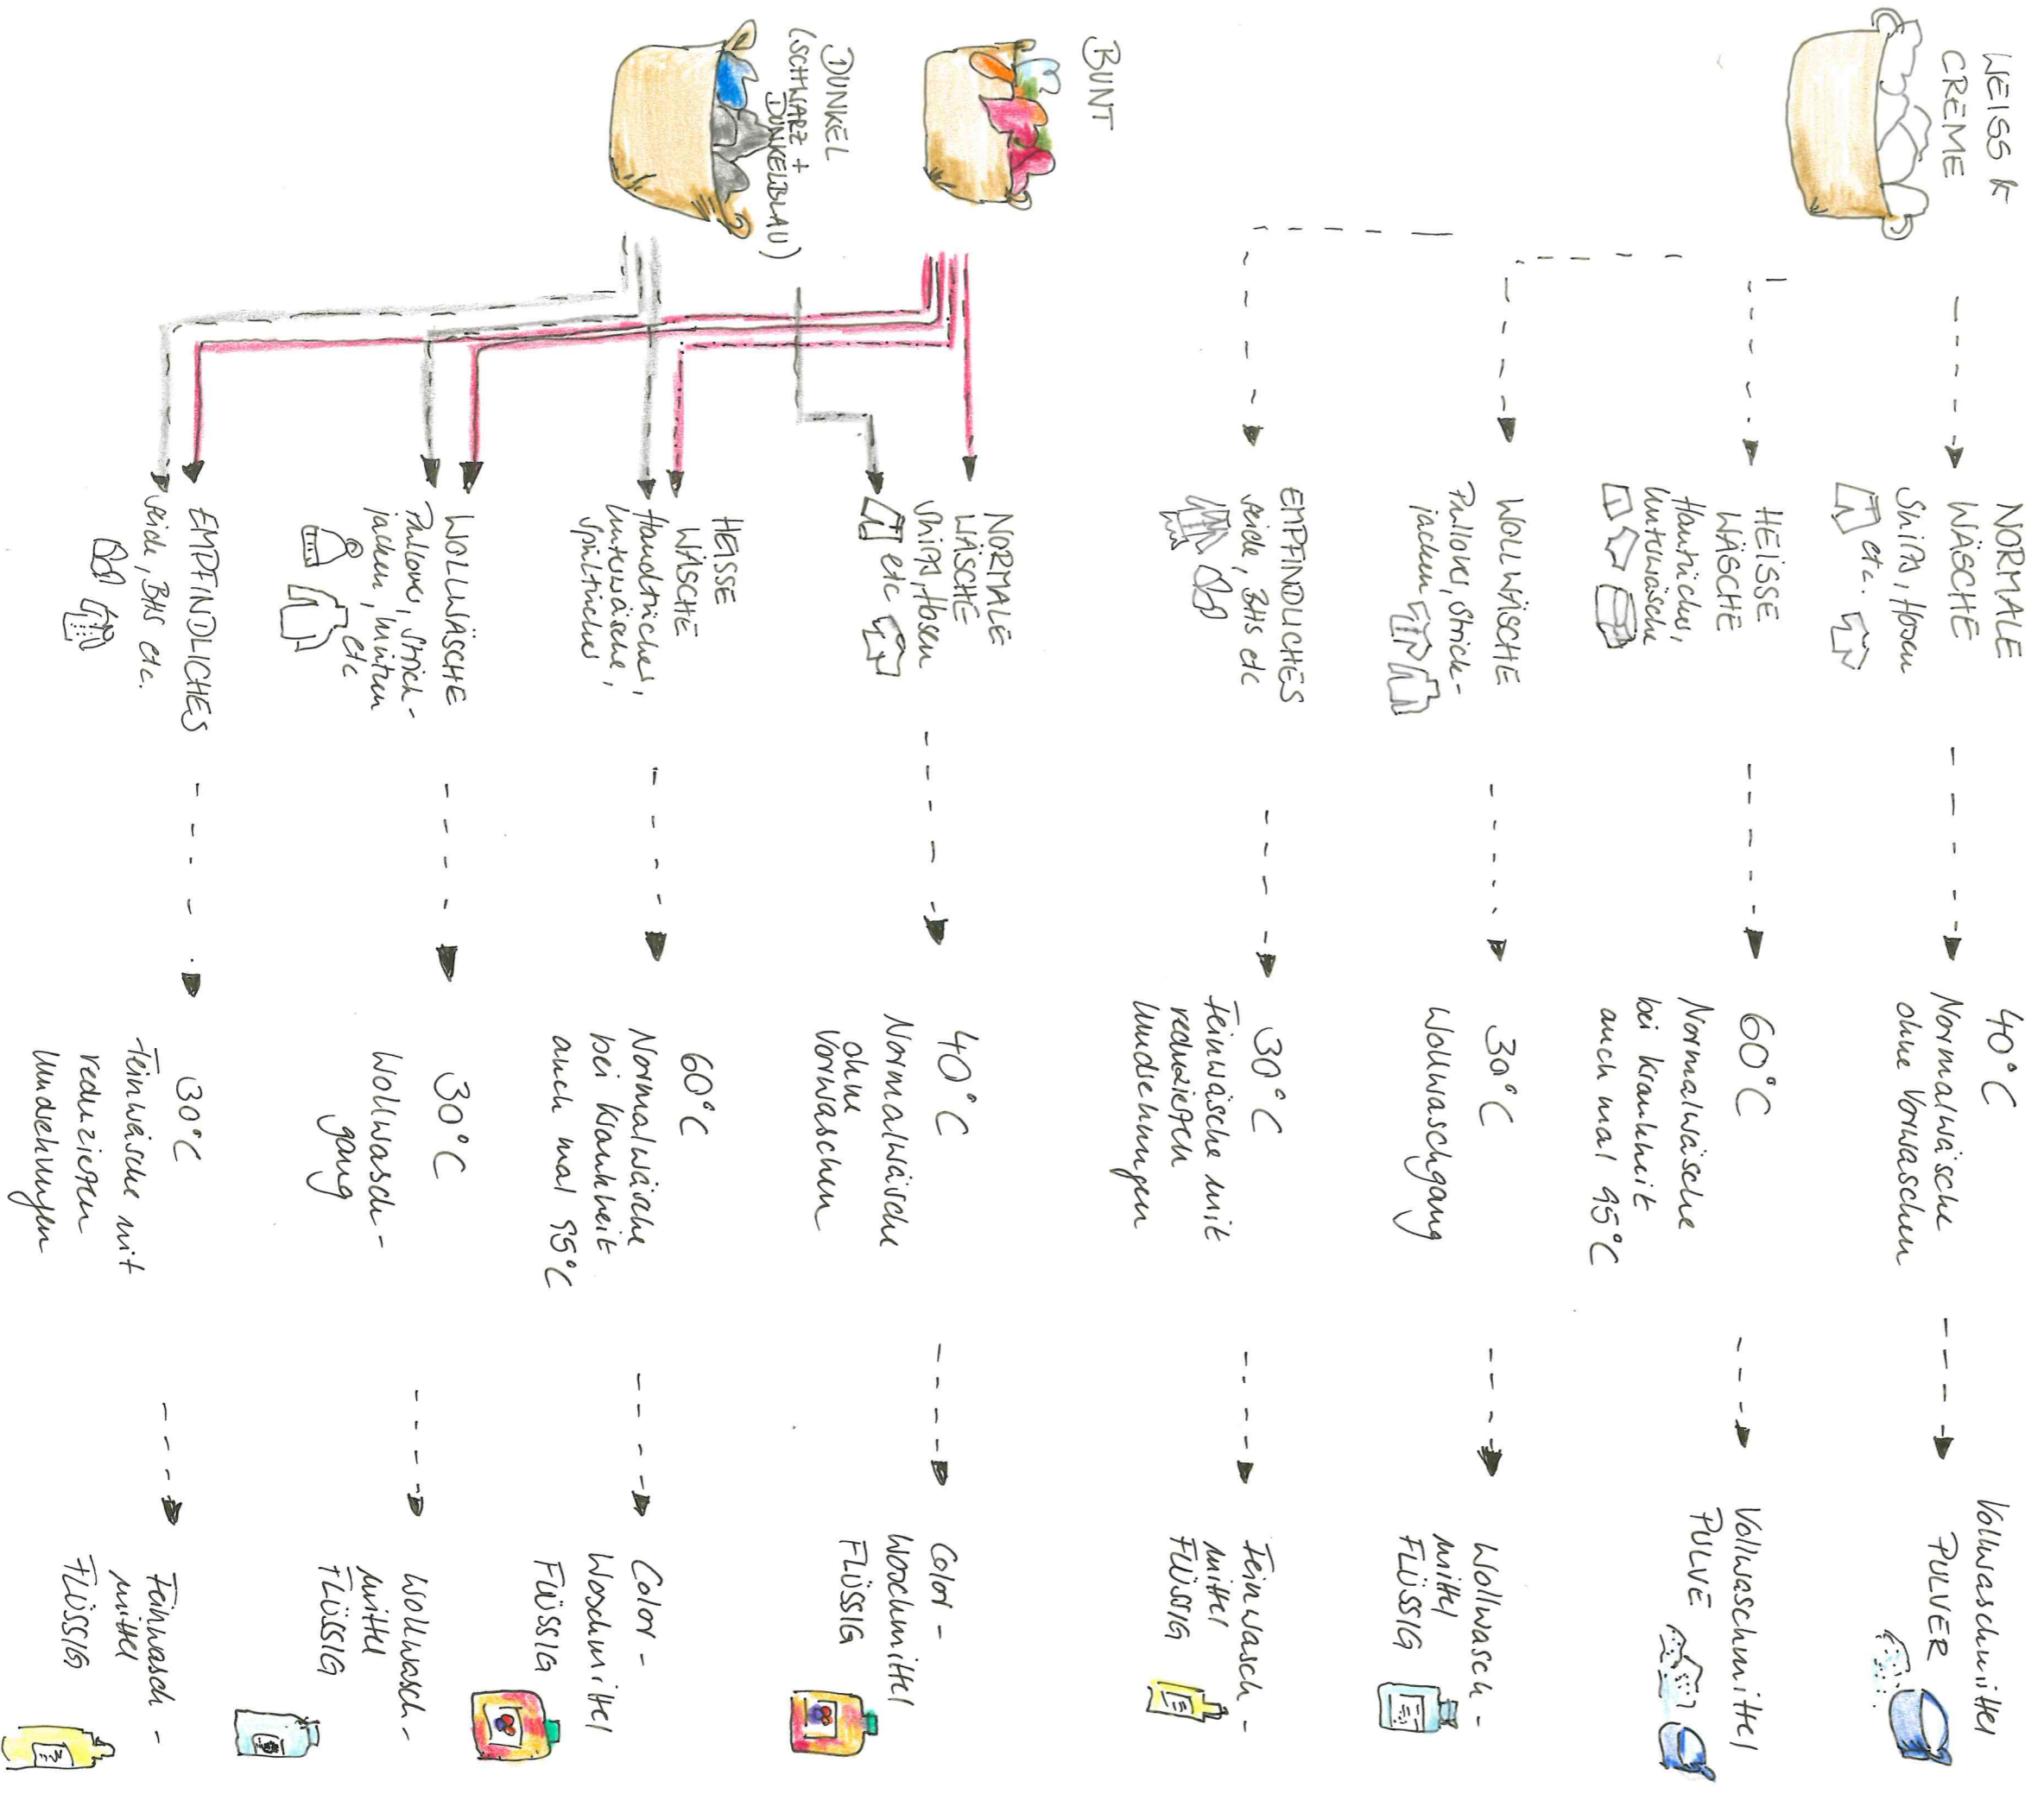 WEISS &
CREME
NORMALE
WÄSCHE
Shirts, Hosen
etc.
40°C
Normalwäsche
ohne Vorwaschen
Vollwaschmittel
PULVER
HEISSE
WÄSCHE
Handtücher,
Unterwäsche
60°C
Normalwäsche
bei Krankheit
auch mal 95°C
Vollwaschmittel
PULVE
WOLLWÄSCHE
Pullover, Strick-
jacken
30°C
Wollwaschgang
Wollwasch-
mittel
FLÜSSIG
EMPFINDLICHES
Seide, BHs etc
30°C
Feinwäsche mit
reduzierten
Umdrehungen
Feinwasch-
mittel
FLÜSSIG
BUNT
DUNKEL
(SCHWARZ +
DUNKELBLAU)
NORMALE
WÄSCHE
Shirts, Hosen
etc
40°C
Normalwäsche
ohne
Vorwaschen
Color-
Waschmittel
FLÜSSIG
HEISSE
WÄSCHE
Handtücher,
Unterwäsche,
Spültücher
60°C
Normalwäsche
bei Krankheit
auch mal 95°C
Color-
Waschmittel
FLÜSSIG
WOLLWÄSCHE
Pullover, Strick-
jacken, Mützen
etc
30°C
Wollwasch-
gang
Wollwasch-
mittel
FLÜSSIG
EMPFINDLICHES
Seide, BHs etc.
30°C
Feinwäsche mit
reduzierten
Umdrehungen
Feinwasch-
mittel
FLÜSSIG